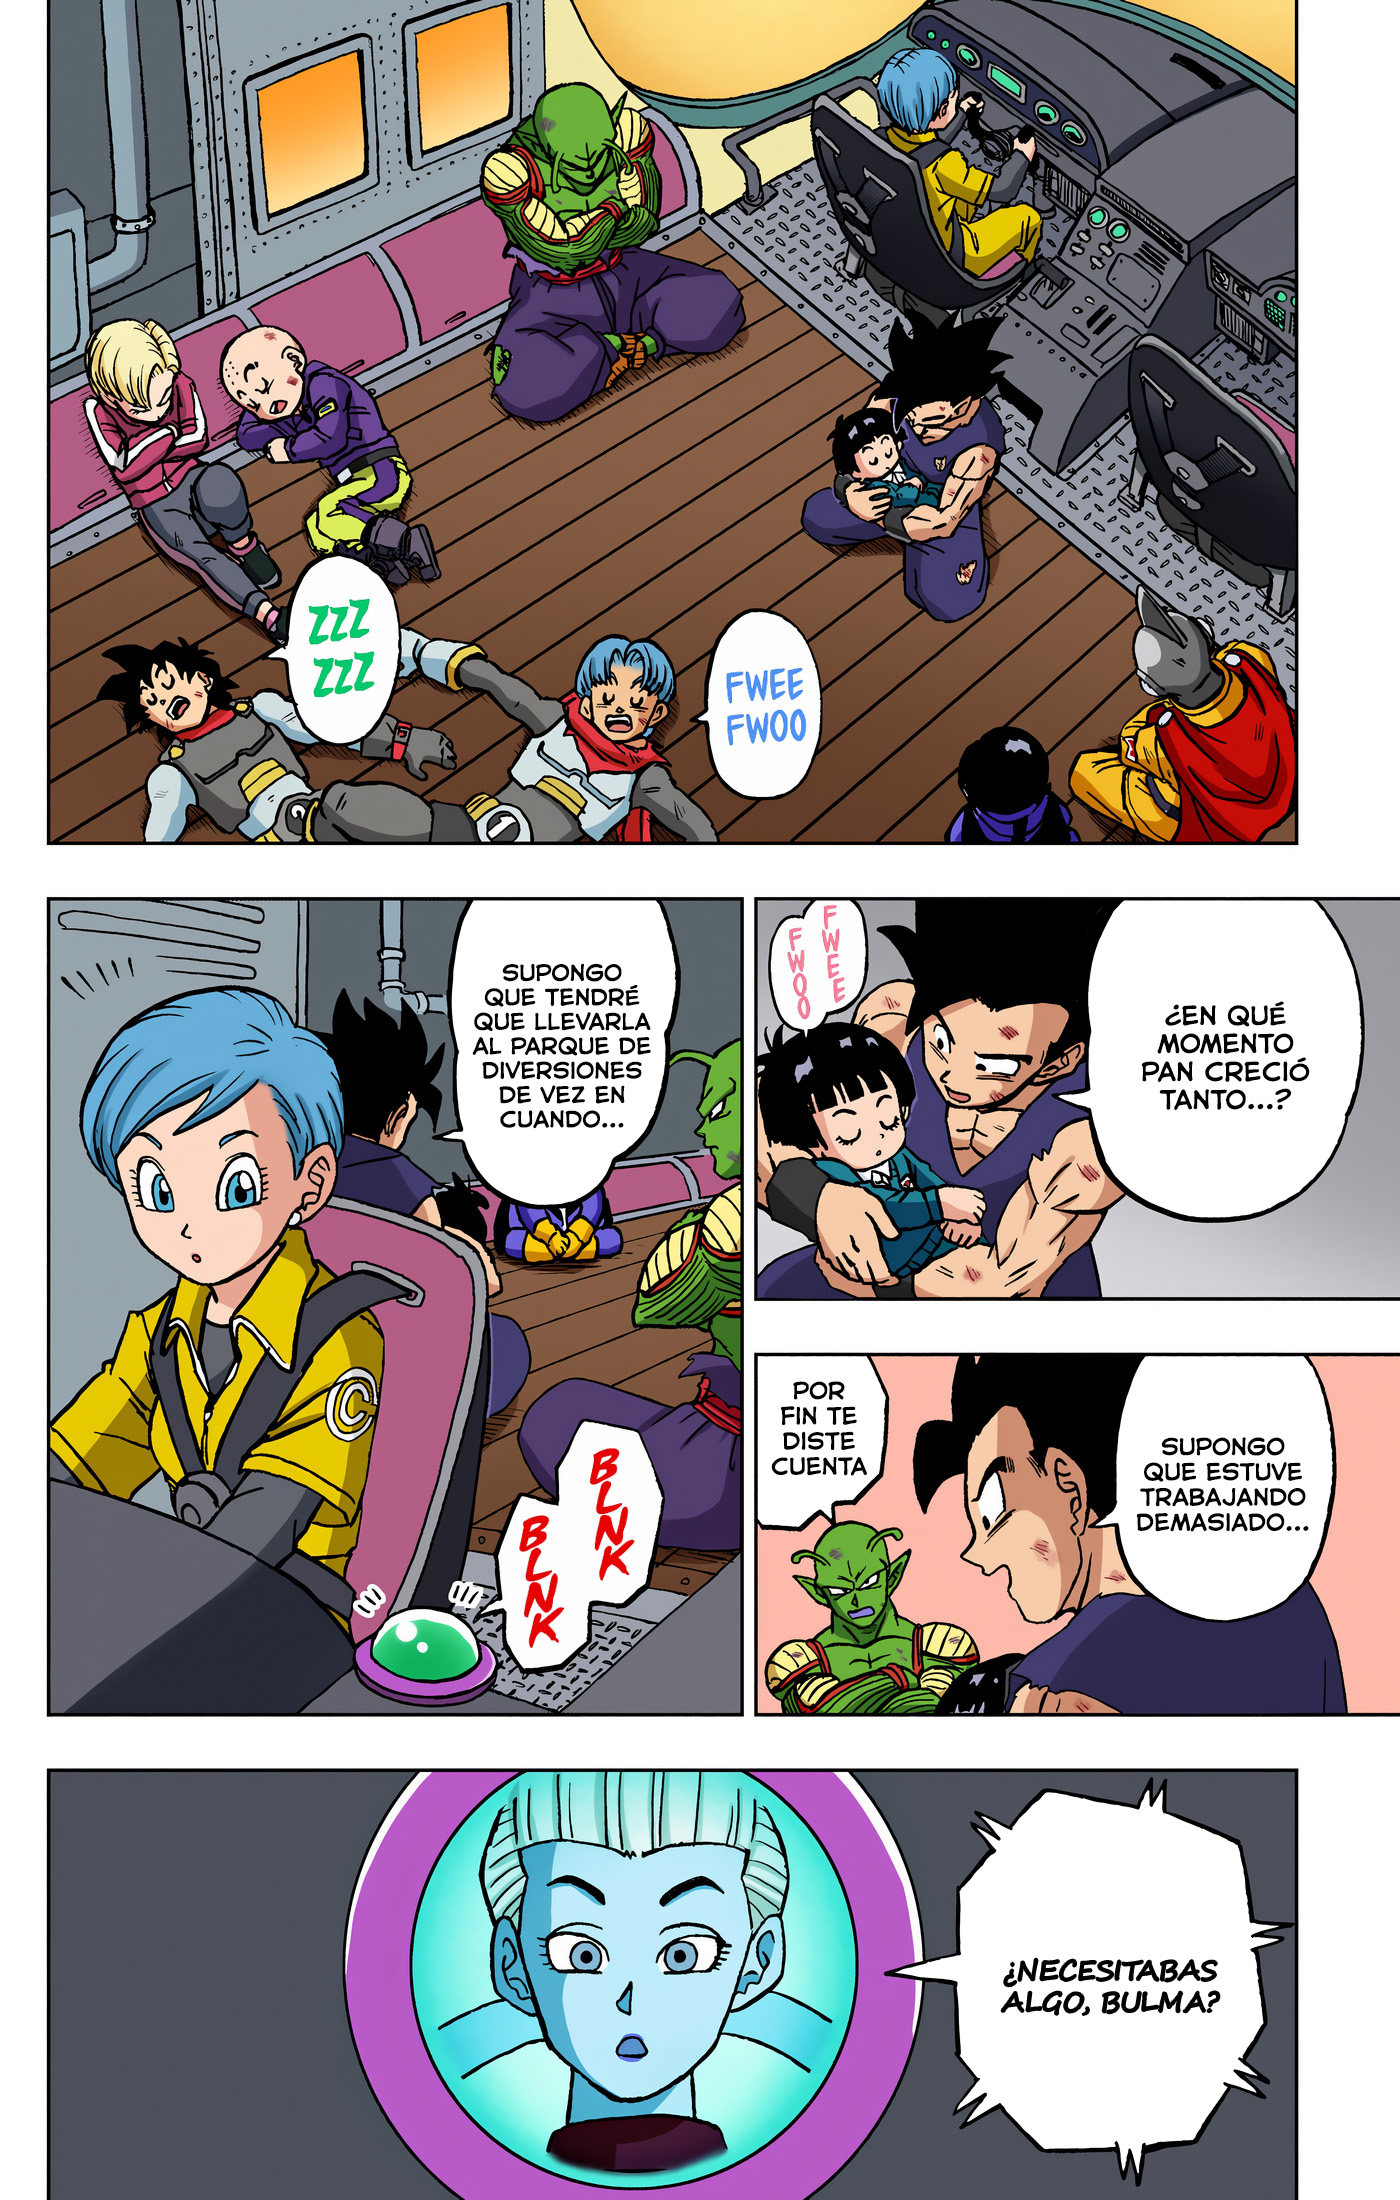 ZZZ
ZZZ
FWEE
FWOO
¿EN QUÉ
MOMENTO
PAN CRECIÓ
TANTO...?
FWEE
FWOO
SUPONGO
QUE ESTUVE
TRABAJANDO
DEMASIADO...
POR
FIN TE
DISTE
CUENTA
SUPONGO
QUE TENDRÉ
QUE LLEVARLA
AL PARQUE DE
DIVERSIONES
DE VEZ EN
CUANDO...
C
BLNK
BLNK
¿NECESITABAS
ALGO, BULMA?